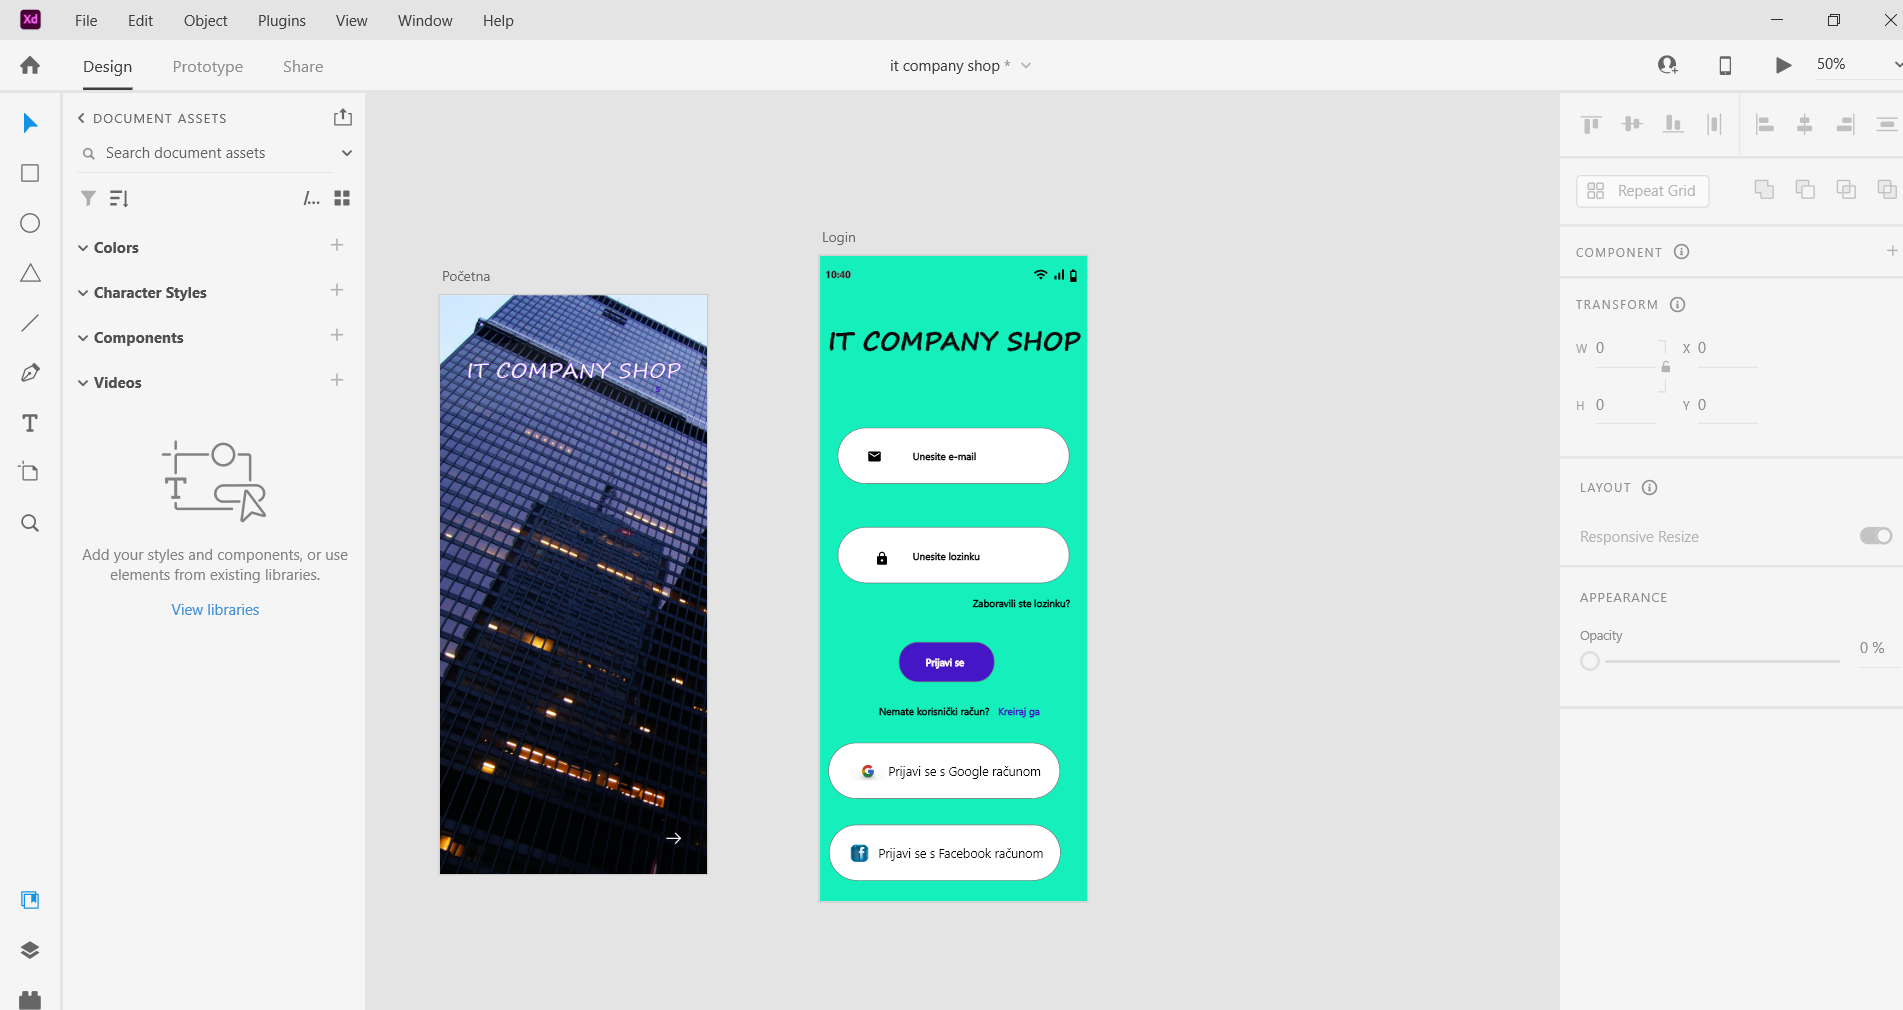 Xd File Edit Object Plugins View Window Help
Design Prototype Share
it company shop *
50%
DOCUMENT ASSETS
Search document assets
/...
Colors
Character Styles
Components
Videos
T
Add your styles and components, or use
elements from existing libraries.
View libraries
Početna
IT COMPANY SHOP
s
Login
10:40
IT COMPANY SHOP
Unesite e-mail
Unesite lozinku
Zaboravili ste lozinku?
Prijavi se
Nemate korisnički račun? Kreiraj ga
Prijavi se s Google računom
Prijavi se s Facebook računom
Repeat Grid
COMPONENT
TRANSFORM
W 0 X 0
H 0 Y 0
LAYOUT
Responsive Resize
APPEARANCE
Opacity
0 %